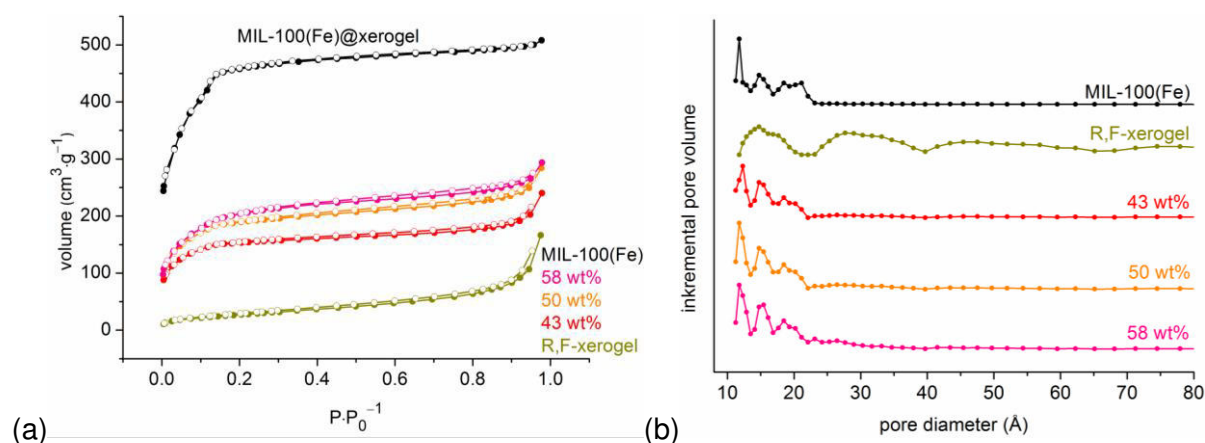 MIL-100(Fe)@xerogel
volume (cm³·g⁻¹)
500
400
300
200
100
0
MIL-100(Fe)
58 wt%
50 wt%
43 wt%
R,F-xerogel
0.0 0.2 0.4 0.6 0.8 1.0
P·P₀⁻¹
(a)
inkremental pore volume
MIL-100(Fe)
R,F-xerogel
43 wt%
50 wt%
58 wt%
10 20 30 40 50 60 70 80
pore diameter (Å)
(b)